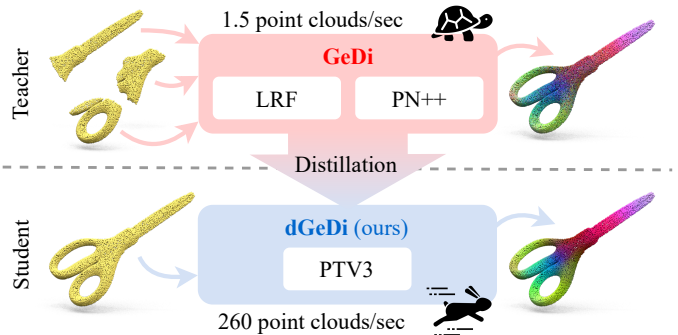 1.5 point clouds/sec
Teacher
GeDi
LRF
PN++
Distillation
Student
dGeDi (ours)
PTV3
260 point clouds/sec